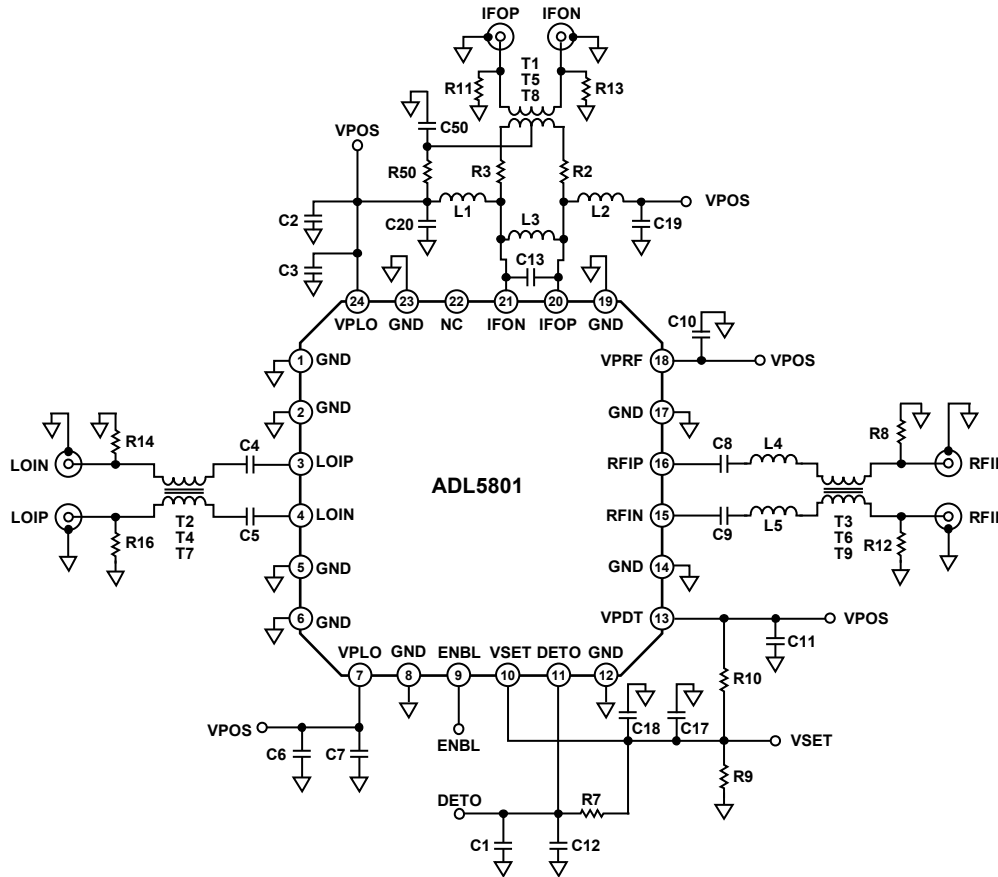 IFOP IFON
T1
T5
T8
R11 R13
C50
VPOS
R50 R3 R2
VPOS
C2 C20 L1 L3 L2 C19
C3 C13
24 23 22 21 20 19
VPLO GND NC IFON IFOP GND
C10
1 GND
VPRF 18 VPOS
2 GND
GND 17
R14 C4
C8 L4 R8
LOIN 3 LOIP
RFIP 16 RFI
ADL5801
LOIP 4 LOIN
RFIN 15 RFI
R16 T2
T4
T7 C5
C9 L5 T3
T6
T9 R12
5 GND
GND 14
6 GND
VPDT 13 VPOS
C11
VPLO GND ENBL VSET DETO GND
7 8 9 10 11 12
R10
VPOS
C6 C7
ENBL
C18 C17
VSET
R9
DETO
R7
C1 C12